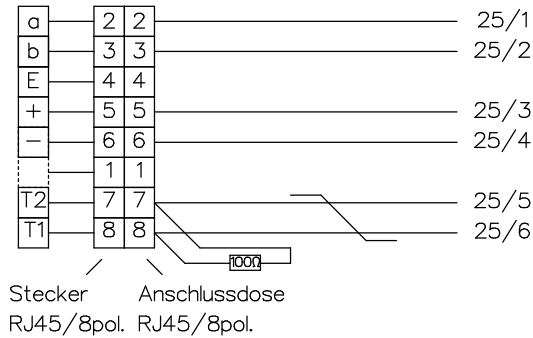 a 2 2 25/1
b 3 3 25/2
E 4 4
+ 5 5 25/3
− 6 6 25/4
1 1
T2 7 7 25/5
T1 8 8 25/6
100Ω
Stecker Anschlussdose
RJ45/8pol. RJ45/8pol.